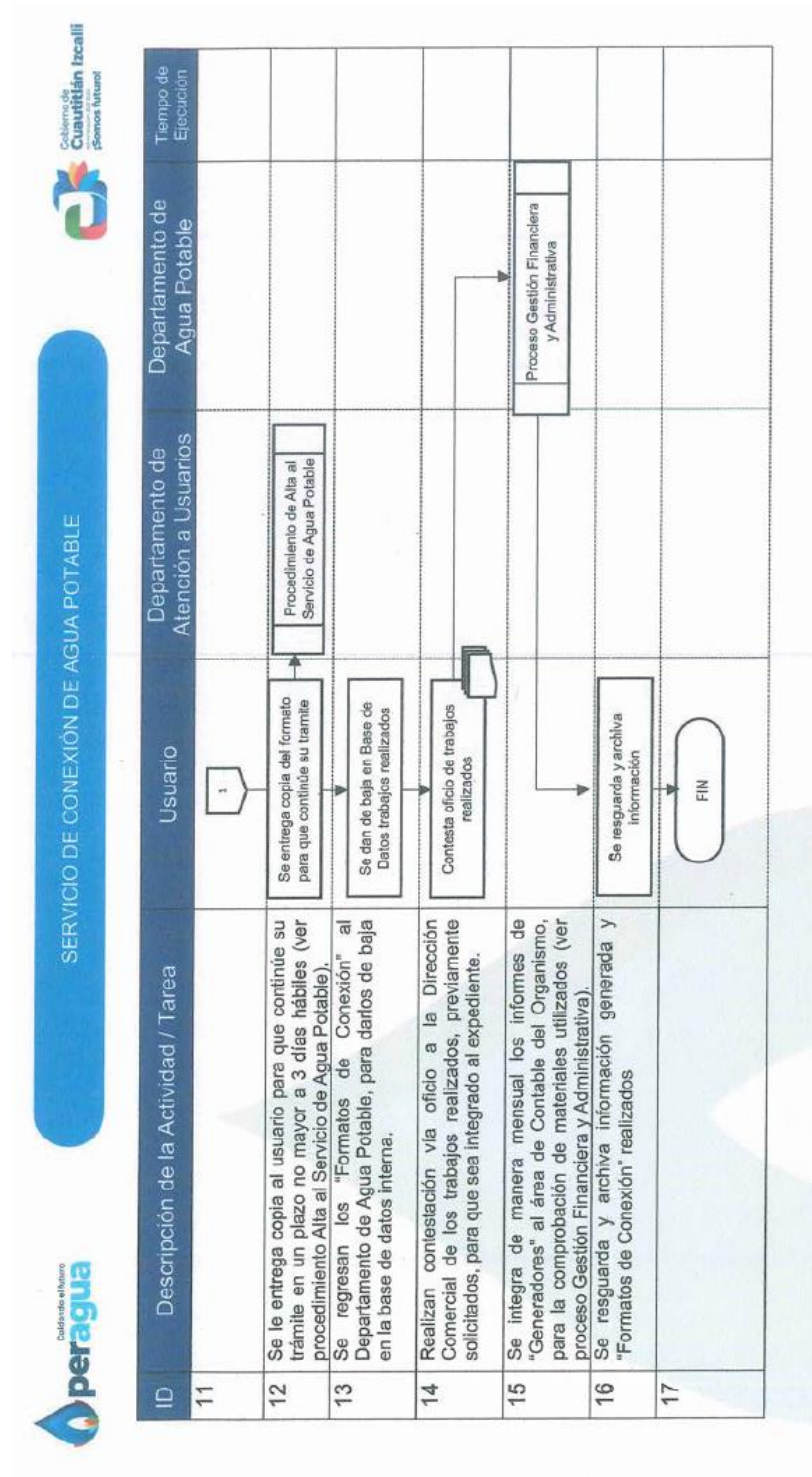 Cuidando el futuro
peragua
SERVICIO DE CONEXIÓN DE AGUA POTABLE
Gobierno de
Cuautitlán Izcalli
¡Somos futuro!
ID
Descripción de la Actividad / Tarea
Usuario
Departamento de
Atención a Usuarios
Departamento de
Agua Potable
Tiempo de
Ejecución
11
1
12
Se le entrega copia al usuario para que continúe su
trámite en un plazo no mayor a 3 días hábiles (ver
procedimiento Alta al Servicio de Agua Potable).
Se entrega copia del formato
para que continúe su tramite
Procedimiento de Alta al
Servicio de Agua Potable
13
Se regresan los "Formatos de Conexión" al
Departamento de Agua Potable, para darlos de baja
en la base de datos interna.
Se dan de baja en Base de
Datos trabajos realizados
14
Realizan contestación vía oficio a la Dirección
Comercial de los trabajos realizados, previamente
solicitados, para que sea integrado al expediente.
Contesta oficio de trabajos
realizados
15
Se integra de manera mensual los informes de
"Generadores" al área de Contable del Organismo,
para la comprobación de materiales utilizados (ver
proceso Gestión Financiera y Administrativa).
Proceso Gestión Financiera
y Administrativa
16
Se resguarda y archiva información generada y
"Formatos de Conexión" realizados
Se resguarda y archiva
información
17
FIN